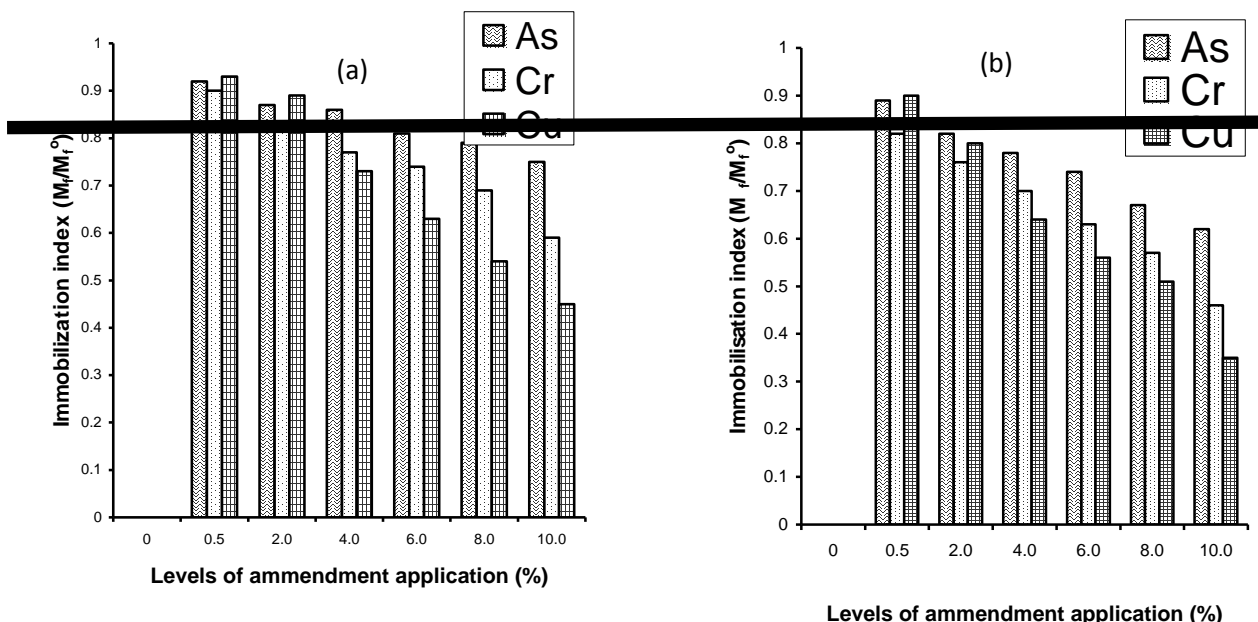 (a)
As
Cr
Cu
Immobilization index (M_f/M_f^o)
1
0.9
0.8
0.7
0.6
0.5
0.4
0.3
0.2
0.1
0
0 0.5 2.0 4.0 6.0 8.0 10.0
Levels of ammendment application (%)
(b)
As
Cr
Cu
Immobilisation index (M_f/M_f^o)
1
0.9
0.8
0.7
0.6
0.5
0.4
0.3
0.2
0.1
0
0 0.5 2.0 4.0 6.0 8.0 10.0
Levels of ammendment application (%)